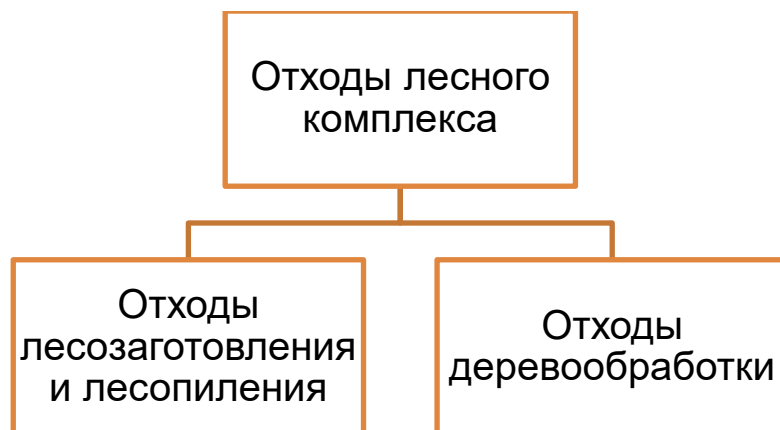 Отходы лесного
комплекса
Отходы
лесозаготовления
и лесопиления
Отходы
деревообработки